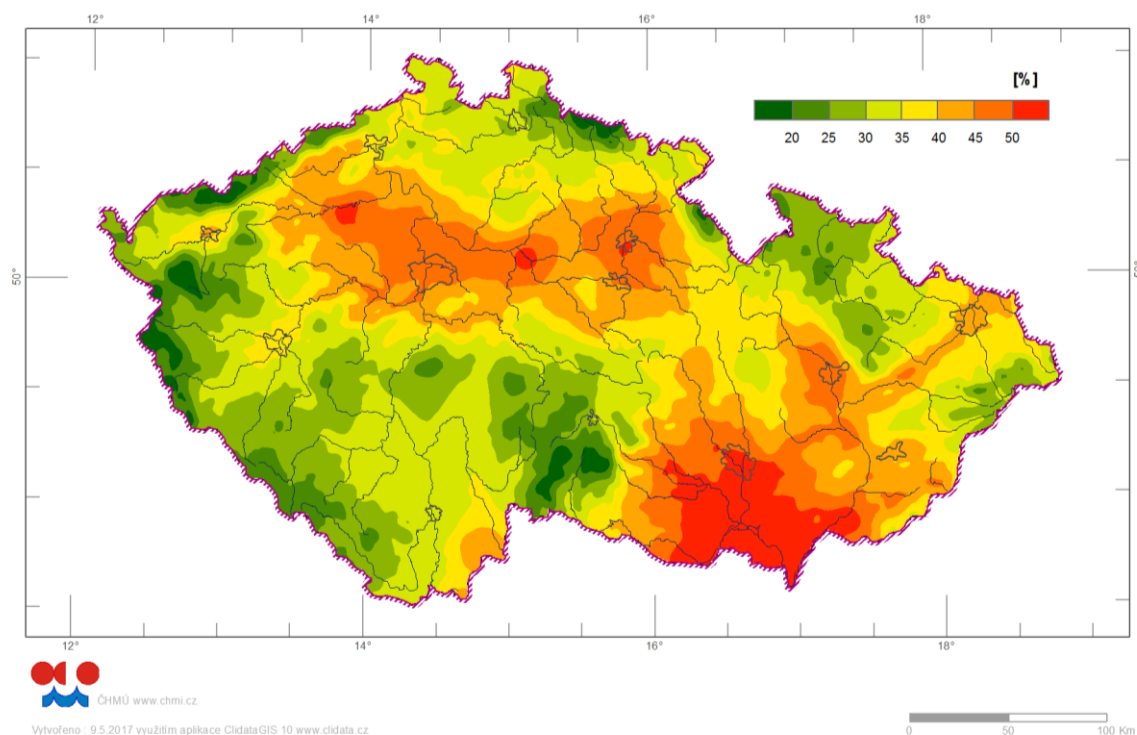 12° 14° 16° 18°
[%]
20 25 30 35 40 45 50
50° 50°
12° 14° 16° 18°
ČHMÚ www.chmi.cz
Vytvořeno : 9.5.2017 využitím aplikace ClidataGIS 10 www.clidata.cz
0 50 100 Km